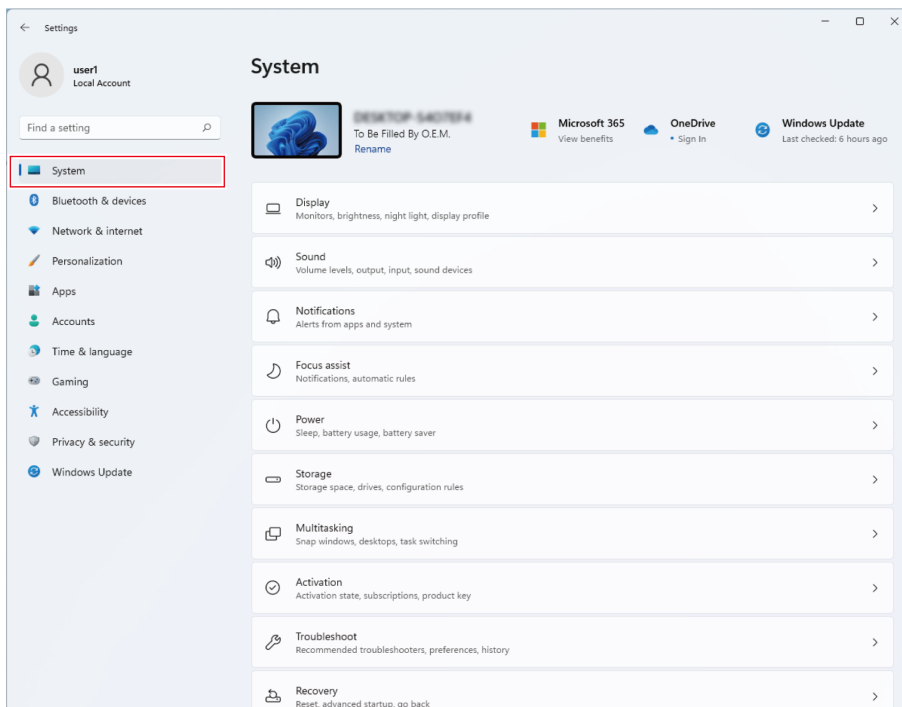 Settings
user1
Local Account
Find a setting
System
Bluetooth & devices
Network & internet
Personalization
Apps
Accounts
Time & language
Gaming
Accessibility
Privacy & security
Windows Update
System
To Be Filled By O.E.M.
Rename
Microsoft 365
View benefits
OneDrive
• Sign In
Windows Update
Last checked: 6 hours ago
Display
Monitors, brightness, night light, display profile
Sound
Volume levels, output, input, sound devices
Notifications
Alerts from apps and system
Focus assist
Notifications, automatic rules
Power
Sleep, battery usage, battery saver
Storage
Storage space, drives, configuration rules
Multitasking
Snap windows, desktops, task switching
Activation
Activation state, subscriptions, product key
Troubleshoot
Recommended troubleshooters, preferences, history
Recovery
Reset, advanced startup, go back